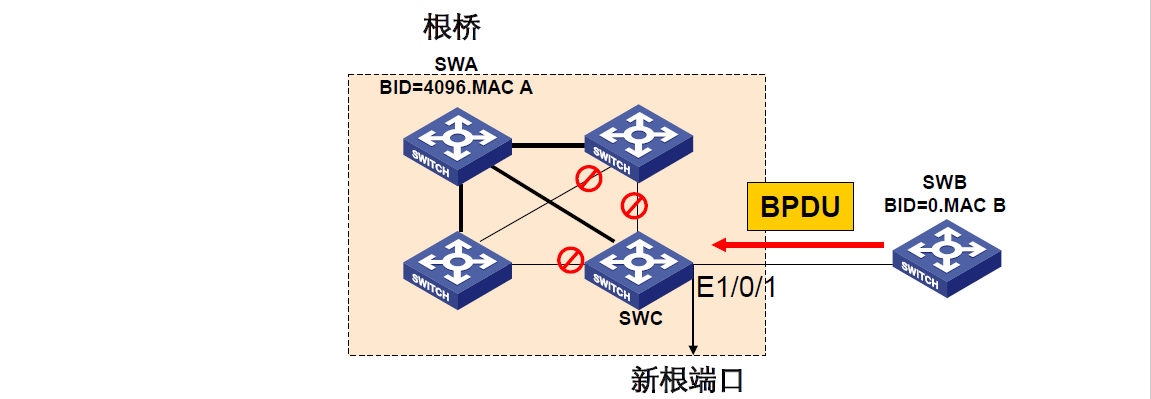 根桥
SWA
BID=4096.MAC A
SWITCH
SWITCH
SWB
BID=0.MAC B
BPDU
SWITCH
SWITCH
SWITCH
E1/0/1
SWC
新根端口